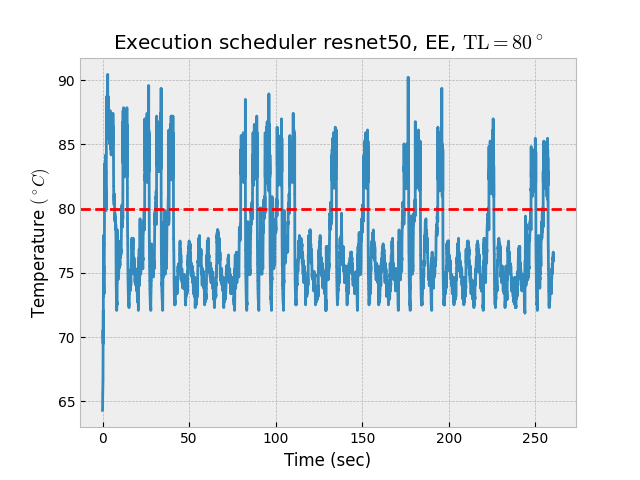 Execution scheduler resnet50, EE, TL = 80°
Temperature (°C)
90
85
80
75
70
65
0 50 100 150 200 250
Time (sec)